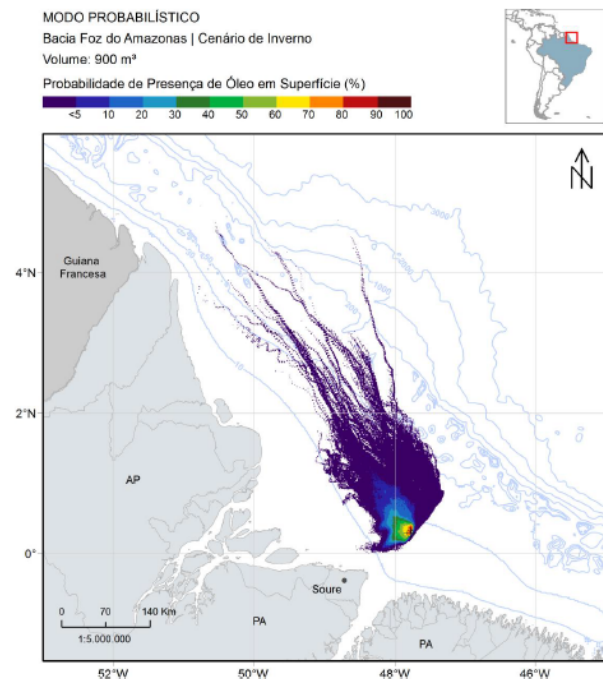 MODO PROBABILÍSTICO
Bacia Foz do Amazonas | Cenário de Inverno
Volume: 900 m³
Probabilidade de Presença de Óleo em Superfície (%)
<5 10 20 30 40 50 60 70 80 90 100
N
Guiana
Francesa
4°N
2°N
0°
AP
Soure
PA
PA
0 70 140 Km
1:5.000.000
52°W 50°W 48°W 46°W